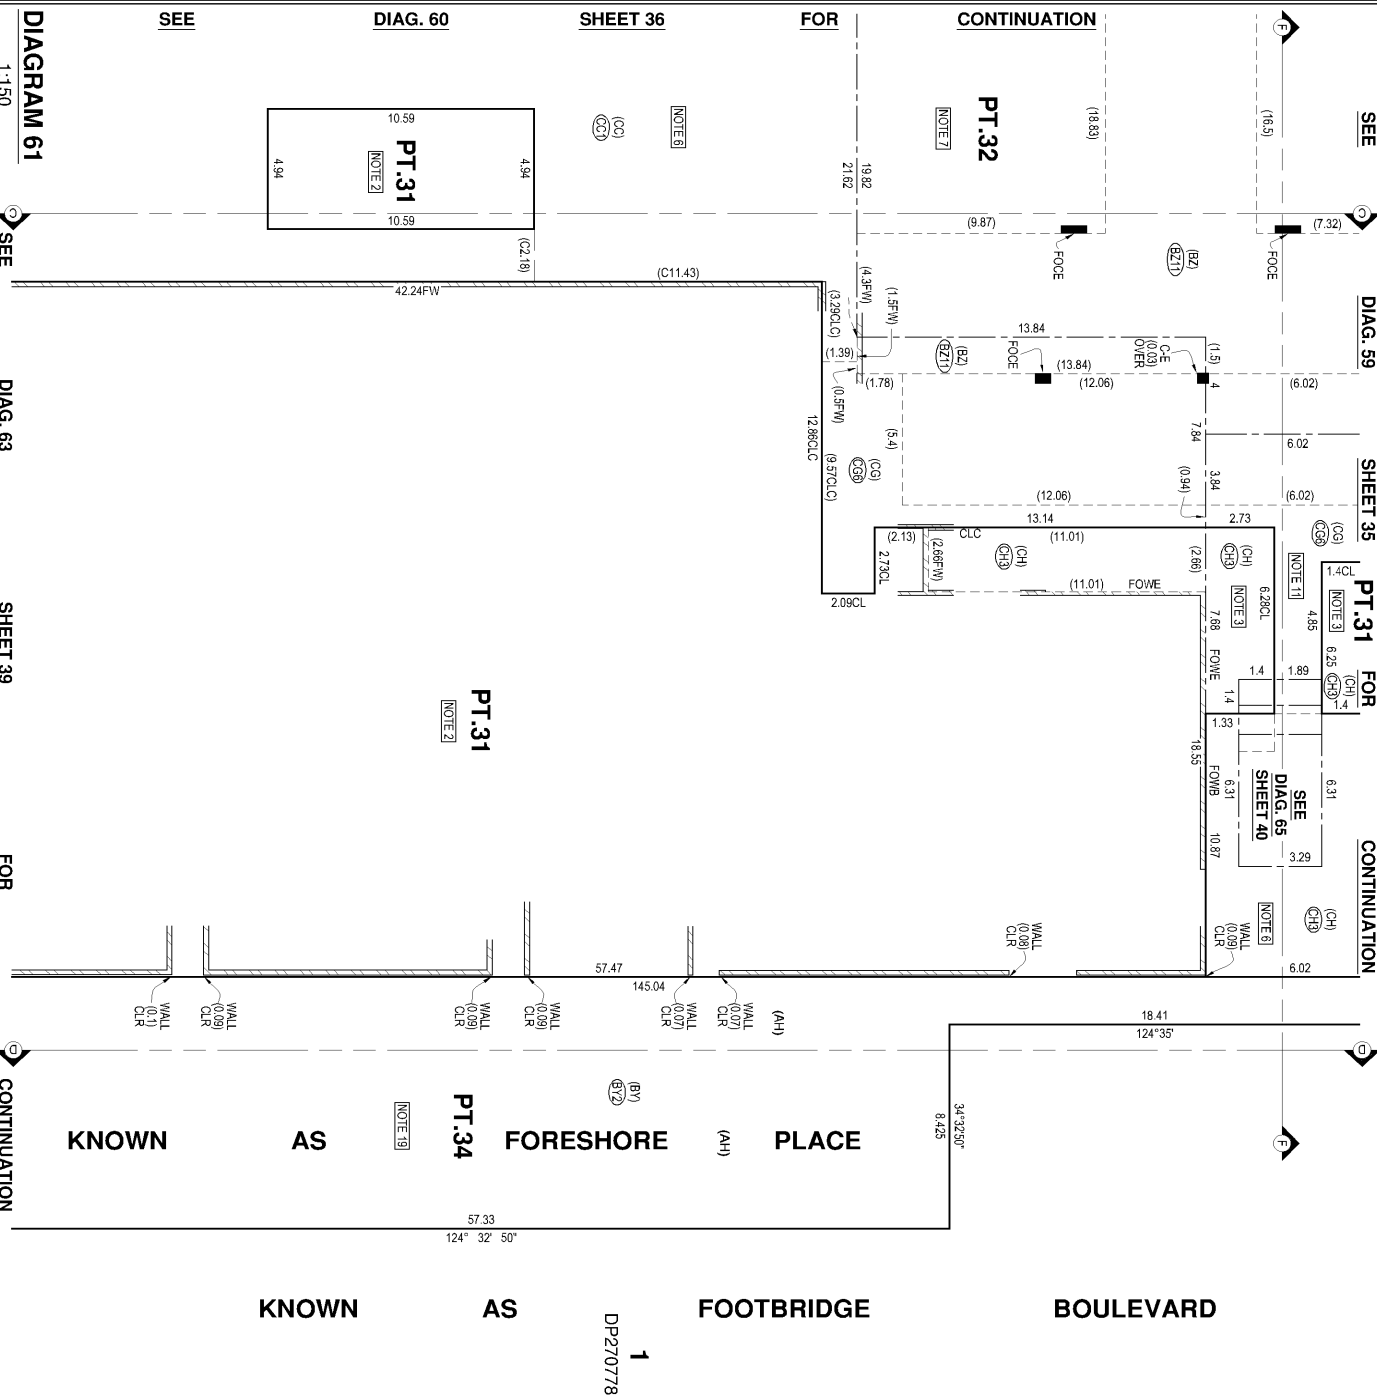 SEE DIAG. 60 SHEET 36 FOR CONTINUATION
DIAGRAM 61
1:150
SEE DIAG. 59 SHEET 35 FOR CONTINUATION
SEE DIAG. 63 SHEET 39 FOR CONTINUATION
F
(16.5)
(18.83)
PT.32
NOTE 7
19.82
21.62
NOTE 6
(CC)
CC1
10.59
PT.31
NOTE 2
4.94
4.94
10.59
C
C
(C2.18)
(9.87)
FOCE
FOCE
(7.32)
(BZ)
BZ11
(C11.43)
42.24FW
(3.29CLC)
(4.3FW)
(1.5FW)
(1.39)
(0.5FW)
13.84
(BZ)
BZ11
FOCE
(13.84)
(12.06)
C-E
(0.03)
OVER
(1.5)
4
(6.02)
(1.78)
7.84
6.02
(5.4)
12.86CLC
(9.57CLC)
(CG)
CG6
3.84
(0.94)
(12.06)
(6.02)
13.14
2.73
(2.13)
CLC
(11.01)
(2.66FW)
(CH)
CH3
2.73CL
2.09CL
(11.01)
FOWE
(2.66)
(CH)
CH3
NOTE 3
6.28CL
(CG)
CG6
NOTE 11
1.4CL
NOTE 3
PT.31
4.85
6.25
(CH)
CH3
7.68
FOWE
1.4
1.89
1.4
1.4
1.33
18.55
FOWB
6.31
SEE
DIAG. 65
SHEET 40
6.31
10.87
3.29
PT.31
NOTE 2
(CH)
CH3
NOTE 6
WALL
(0.09)
CLR
WALL
(0.08)
CLR
6.02
57.47
145.04
WALL
(0.1)
CLR
WALL
(0.09)
CLR
WALL
(0.09)
CLR
WALL
(0.09)
CLR
WALL
(0.07)
CLR
WALL
(0.07)
CLR
(AH)
18.41
124°35'
D
D
(BY)
BY2
34°32'50"
8.425
PT.34
NOTE 19
(AH)
F
KNOWN AS FORESHORE PLACE
57.33
124° 32' 50"
KNOWN AS FOOTBRIDGE BOULEVARD
1
DP270778